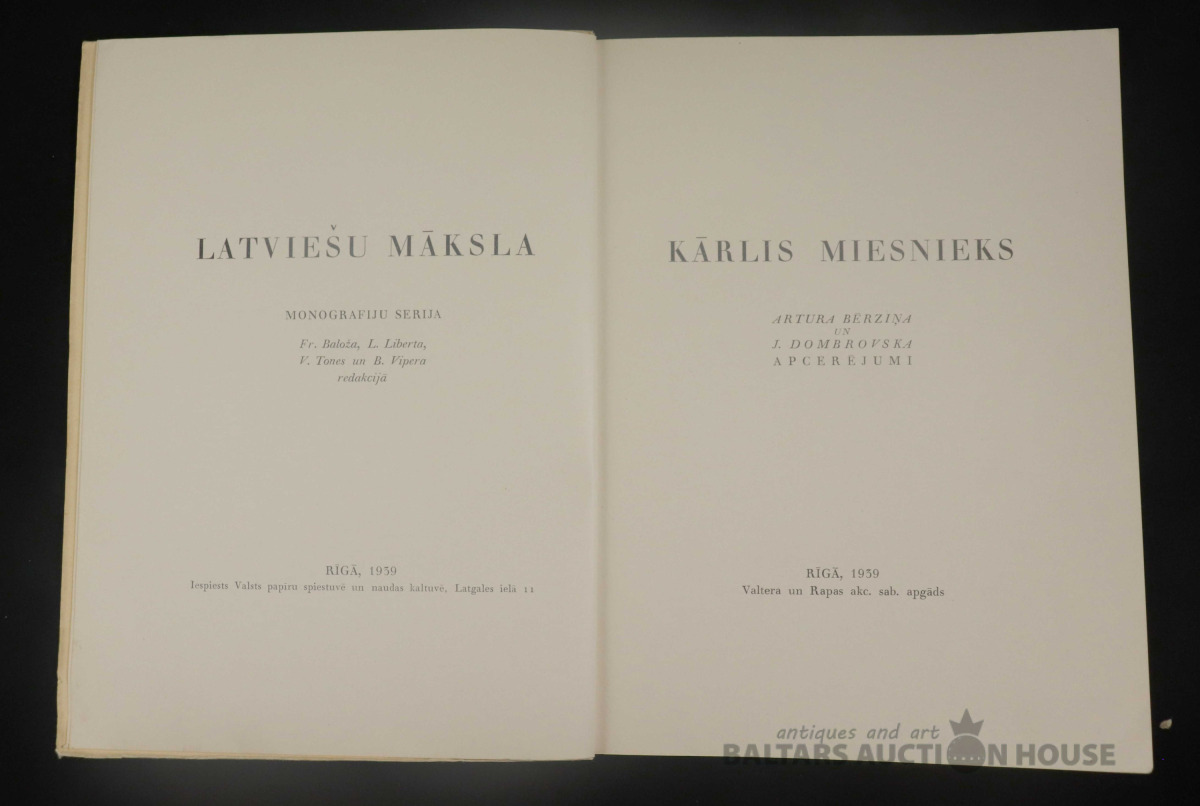 LATVIEŠU MĀKSLA
MONOGRAFIJU SERIJA
Fr. Baloža, L. Liberta,
V. Tones un B. Vipera
redakcijā
RĪGĀ, 1939
Iespiests Valsts papīru spiestuvē un naudas kaltuvē, Latgales ielā 11
KĀRLIS MIESNIEKS
ARTURA BĒRZIŅA
UN
J. DOMBROVSKA
APCERĒJUMI
RĪGĀ, 1939
Valtera un Rapas akc. sab. apgāds
antiques and art
BALTARS AUCTION HOUSE